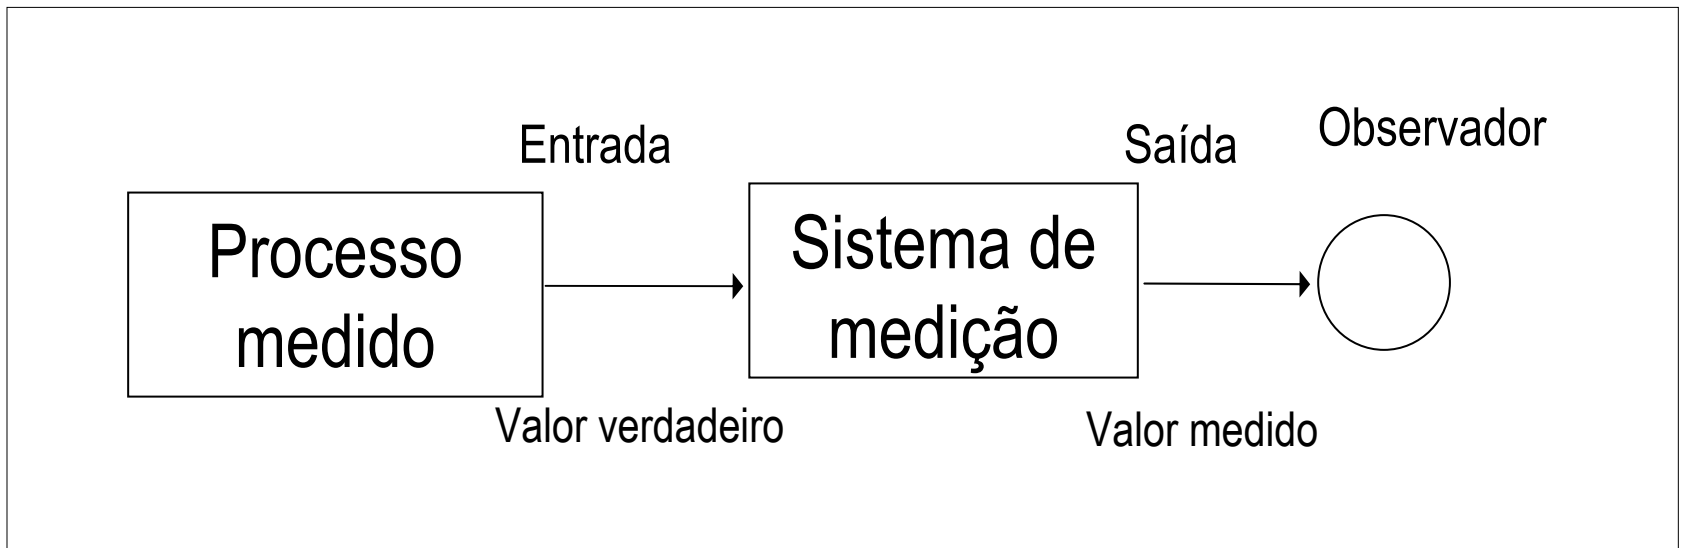 Entrada
Saída
Observador
Processo
medido
Sistema de
medição
Valor verdadeiro
Valor medido